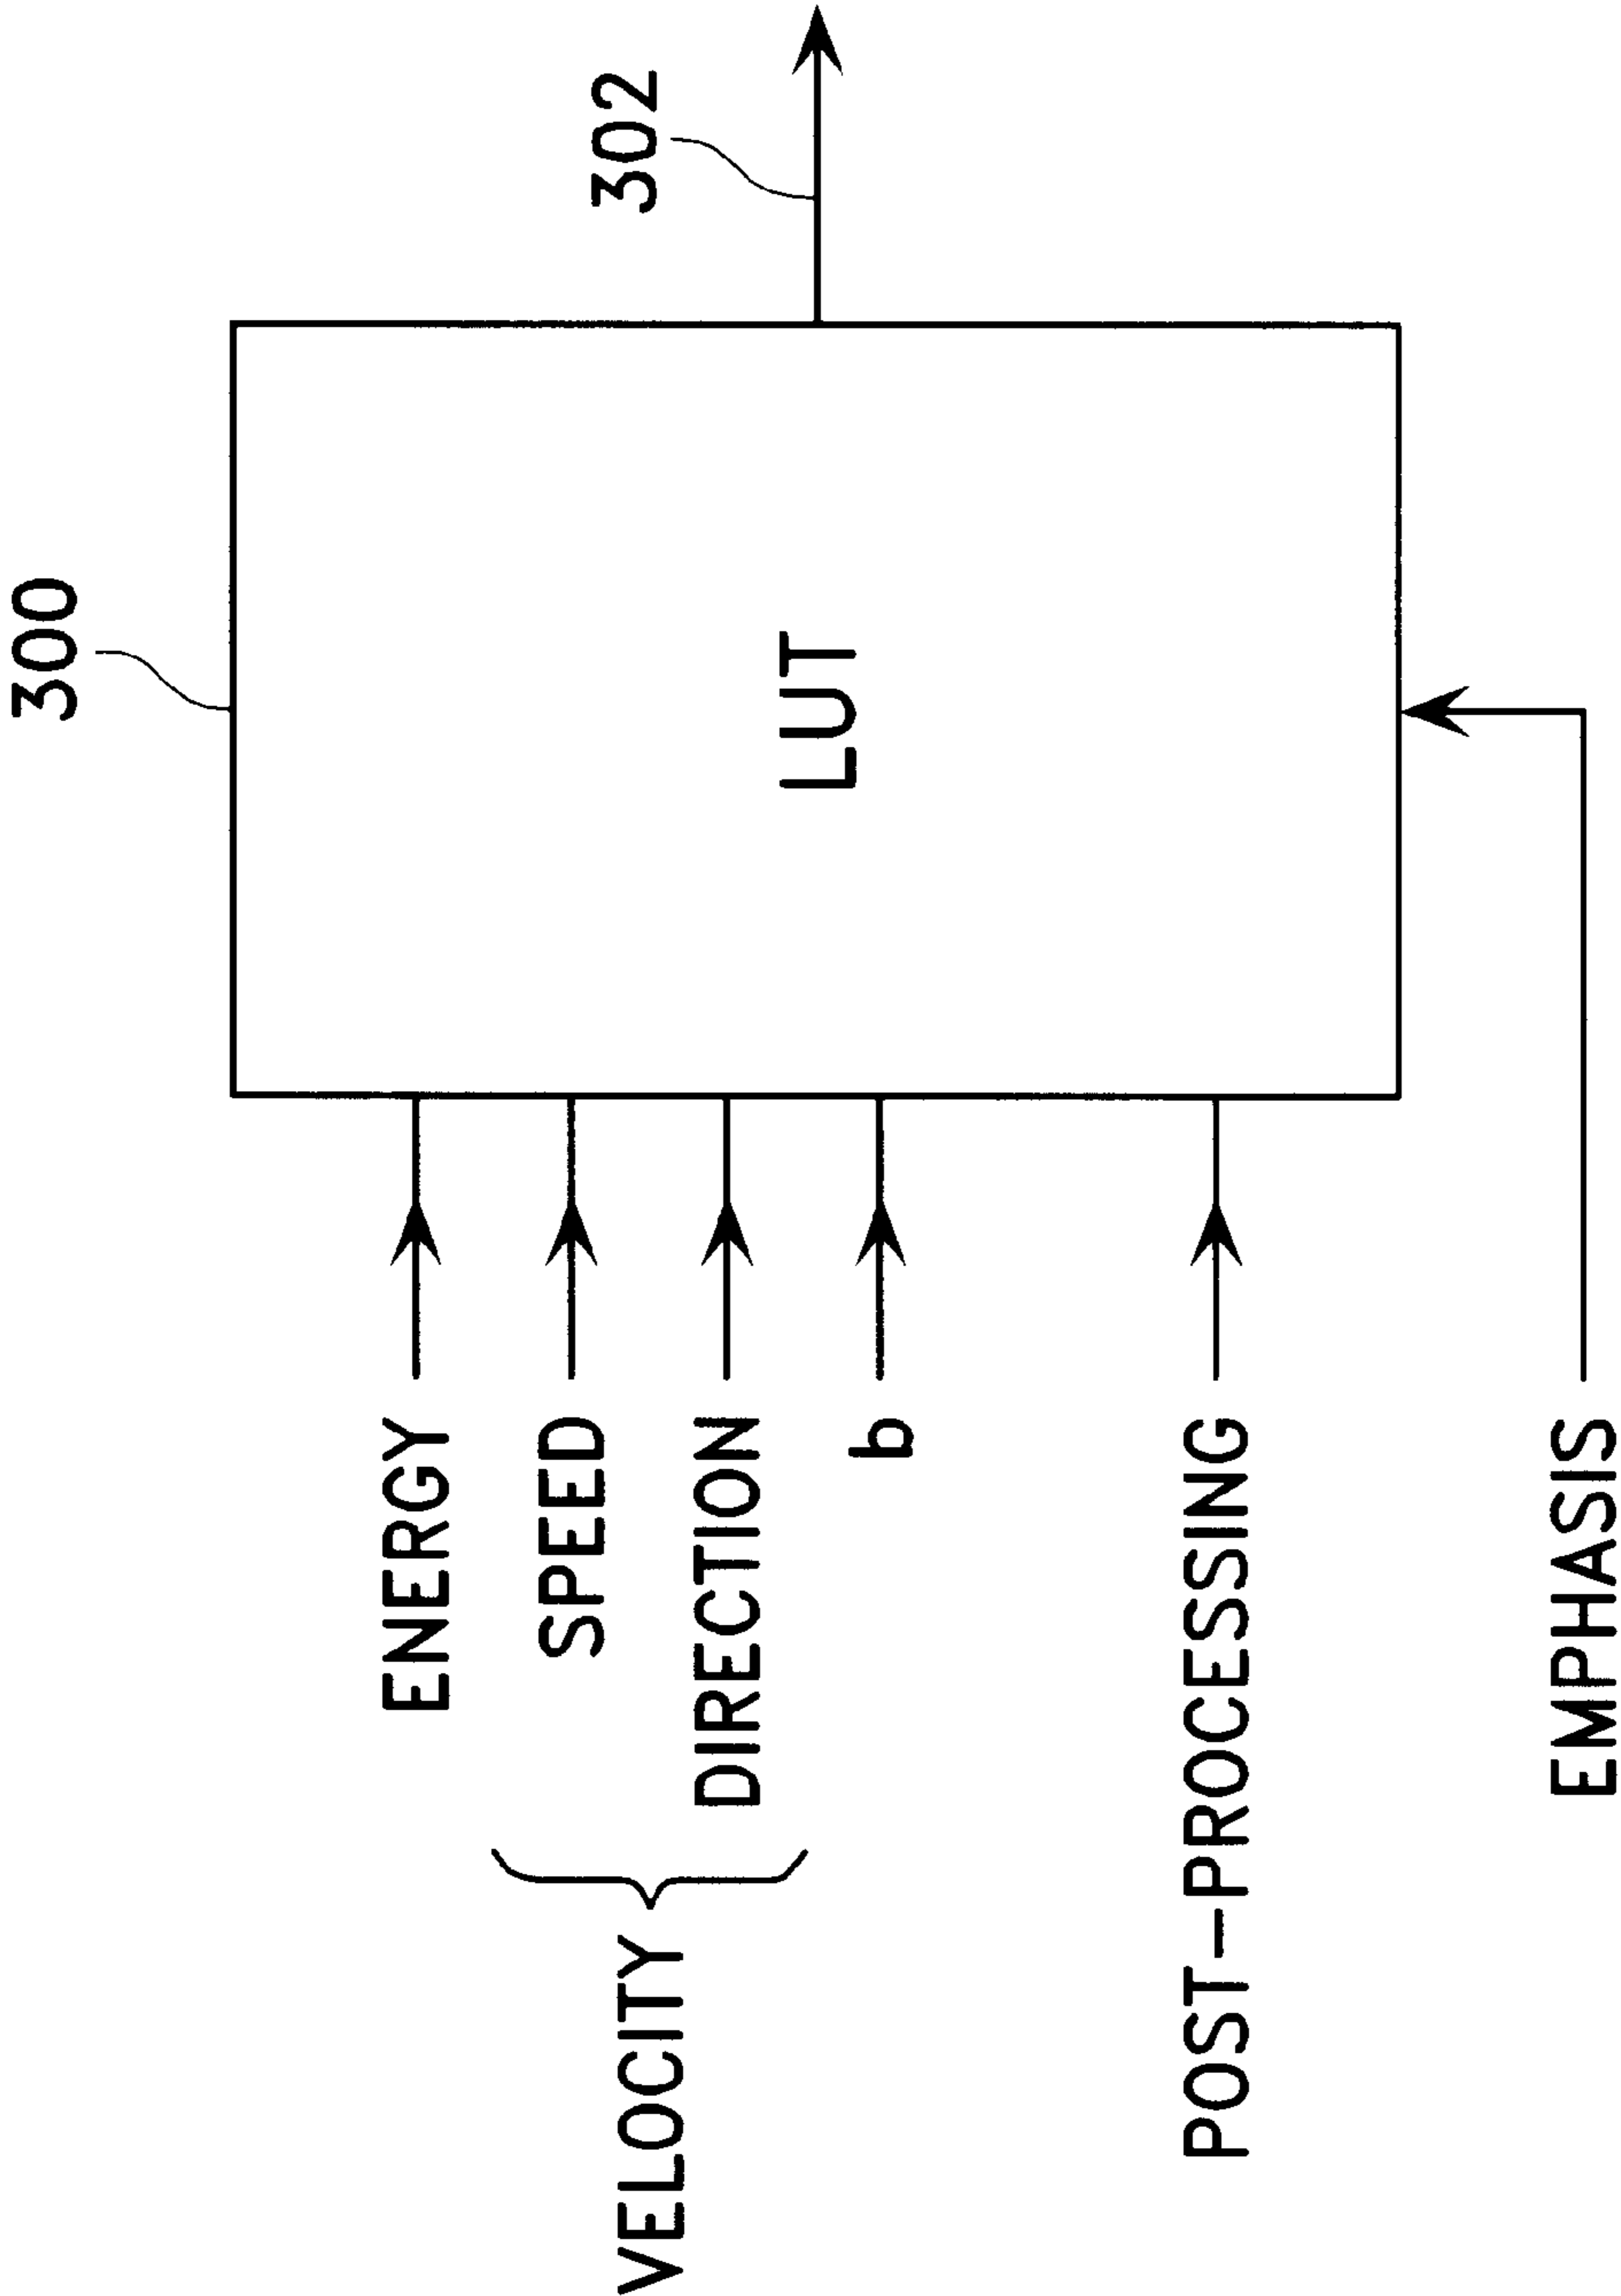 300
302
LUT
ENERGY
SPEED
DIRECTION
VELOCITY
b
POST-PROCESSING
EMPHASIS